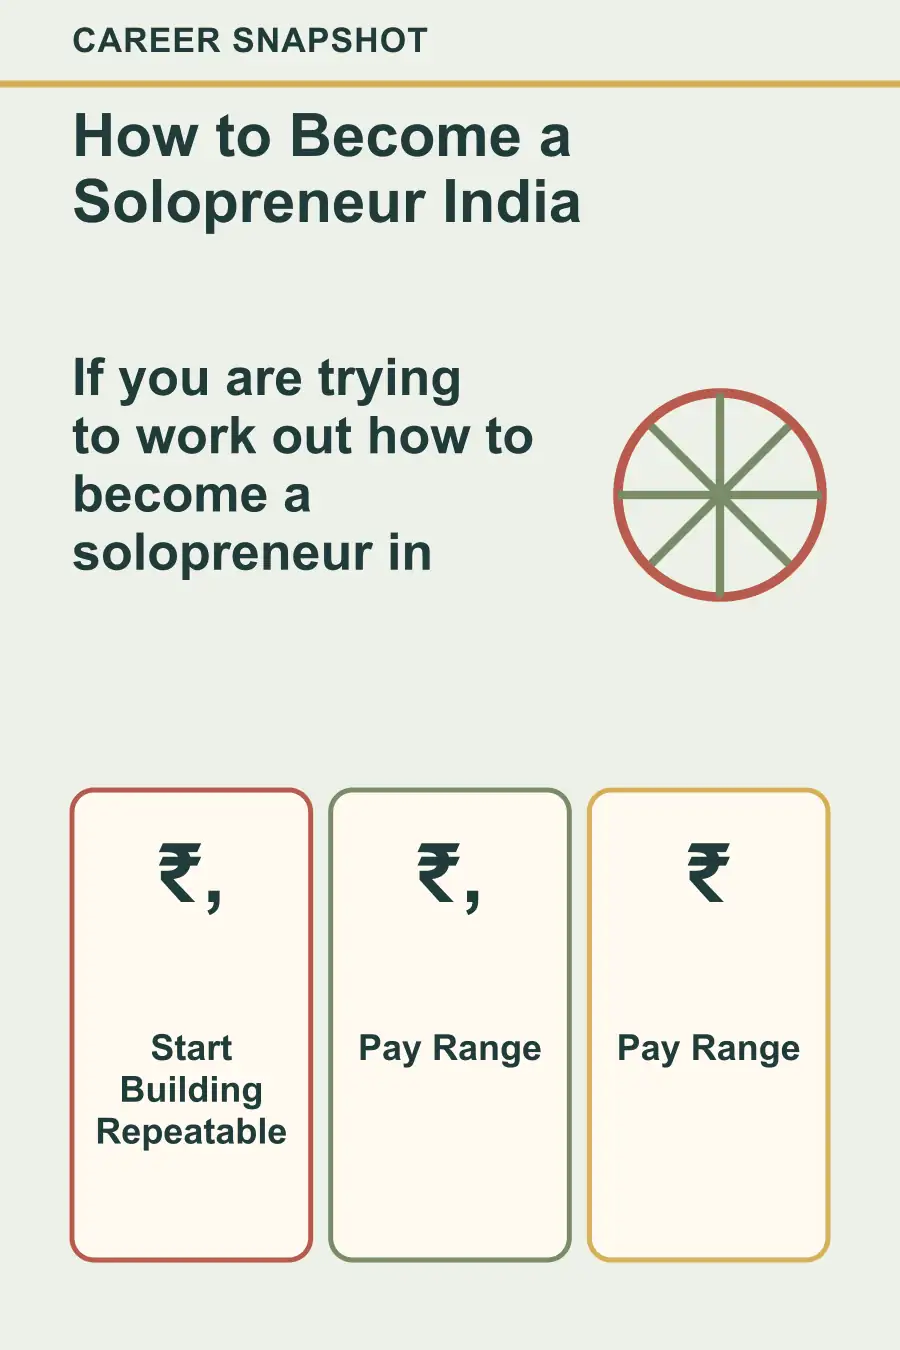 CAREER SNAPSHOT
How to Become a
Solopreneur India
If you are trying
to work out how to
become a
solopreneur in
₹,
Start
Building
Repeatable
₹,
Pay Range
₹
Pay Range